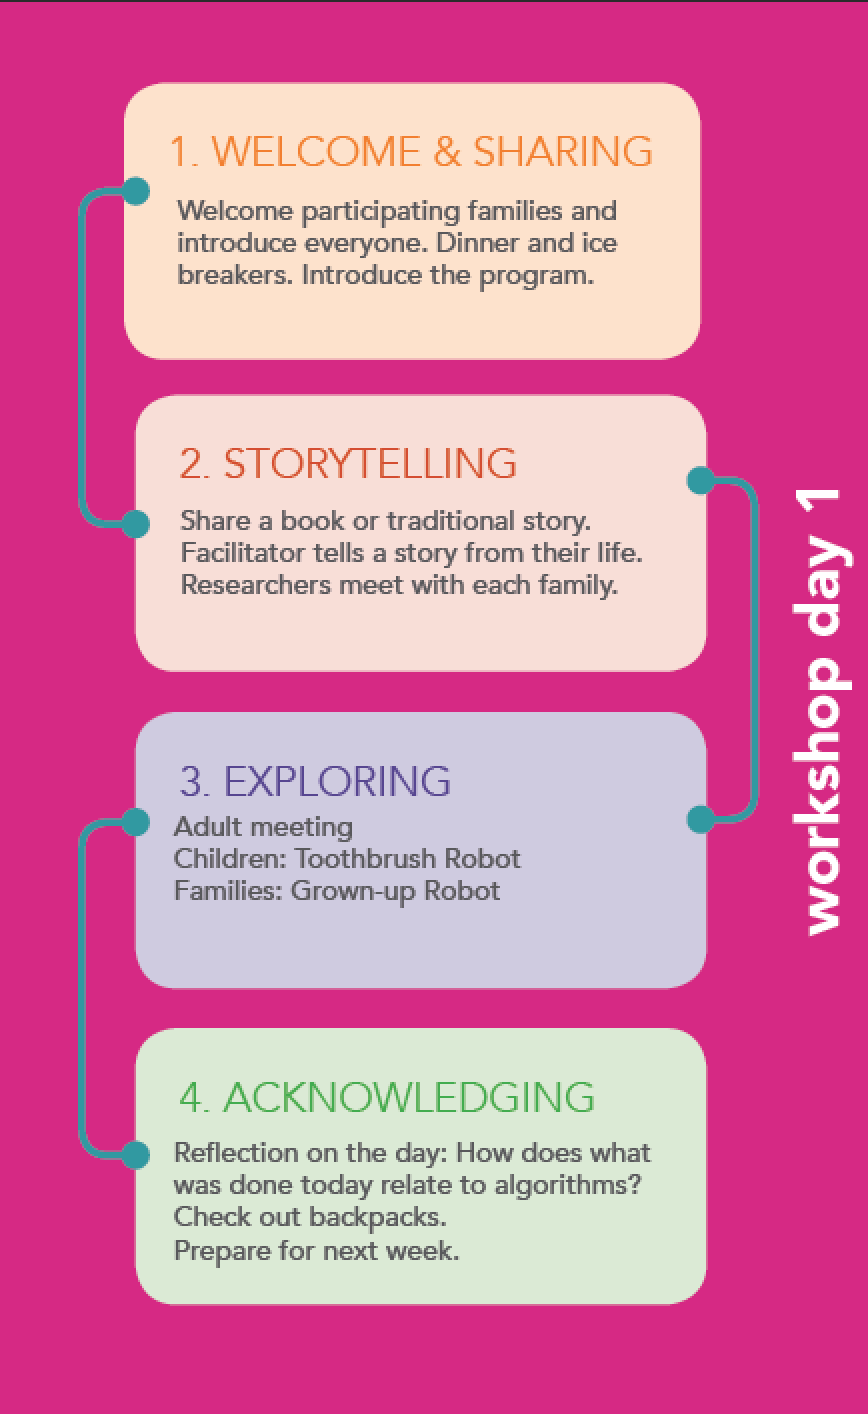 1. WELCOME & SHARING
Welcome participating families and
introduce everyone. Dinner and ice
breakers. Introduce the program.
2. STORYTELLING
Share a book or traditional story.
Facilitator tells a story from their life.
Researchers meet with each family.
3. EXPLORING
Adult meeting
Children: Toothbrush Robot
Families: Grown-up Robot
4. ACKNOWLEDGING
Reflection on the day: How does what
was done today relate to algorithms?
Check out backpacks.
Prepare for next week.
workshop day 1